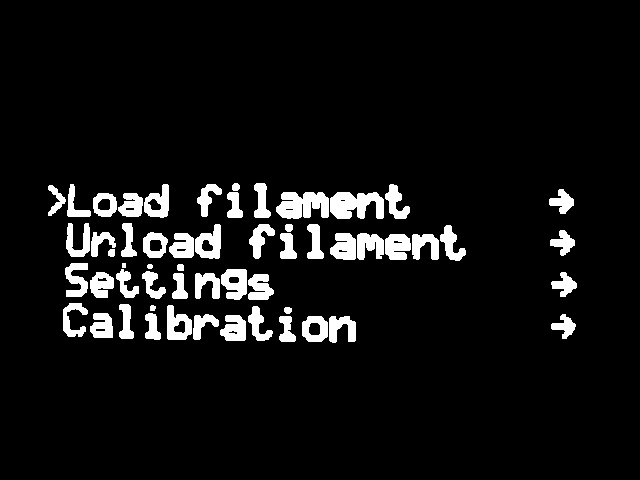 >Load filament →
Unload filament →
Settings →
Calibration →